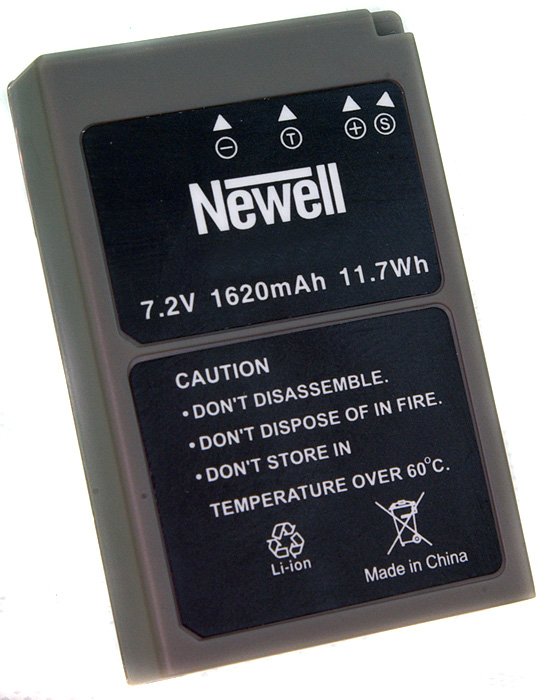 − T + S
Newell
7.2V 1620mAh 11.7Wh
CAUTION
•DON'T DISASSEMBLE.
•DON'T DISPOSE OF IN FIRE.
•DON'T STORE IN
TEMPERATURE OVER 60°C.
Li-ion
Made in China